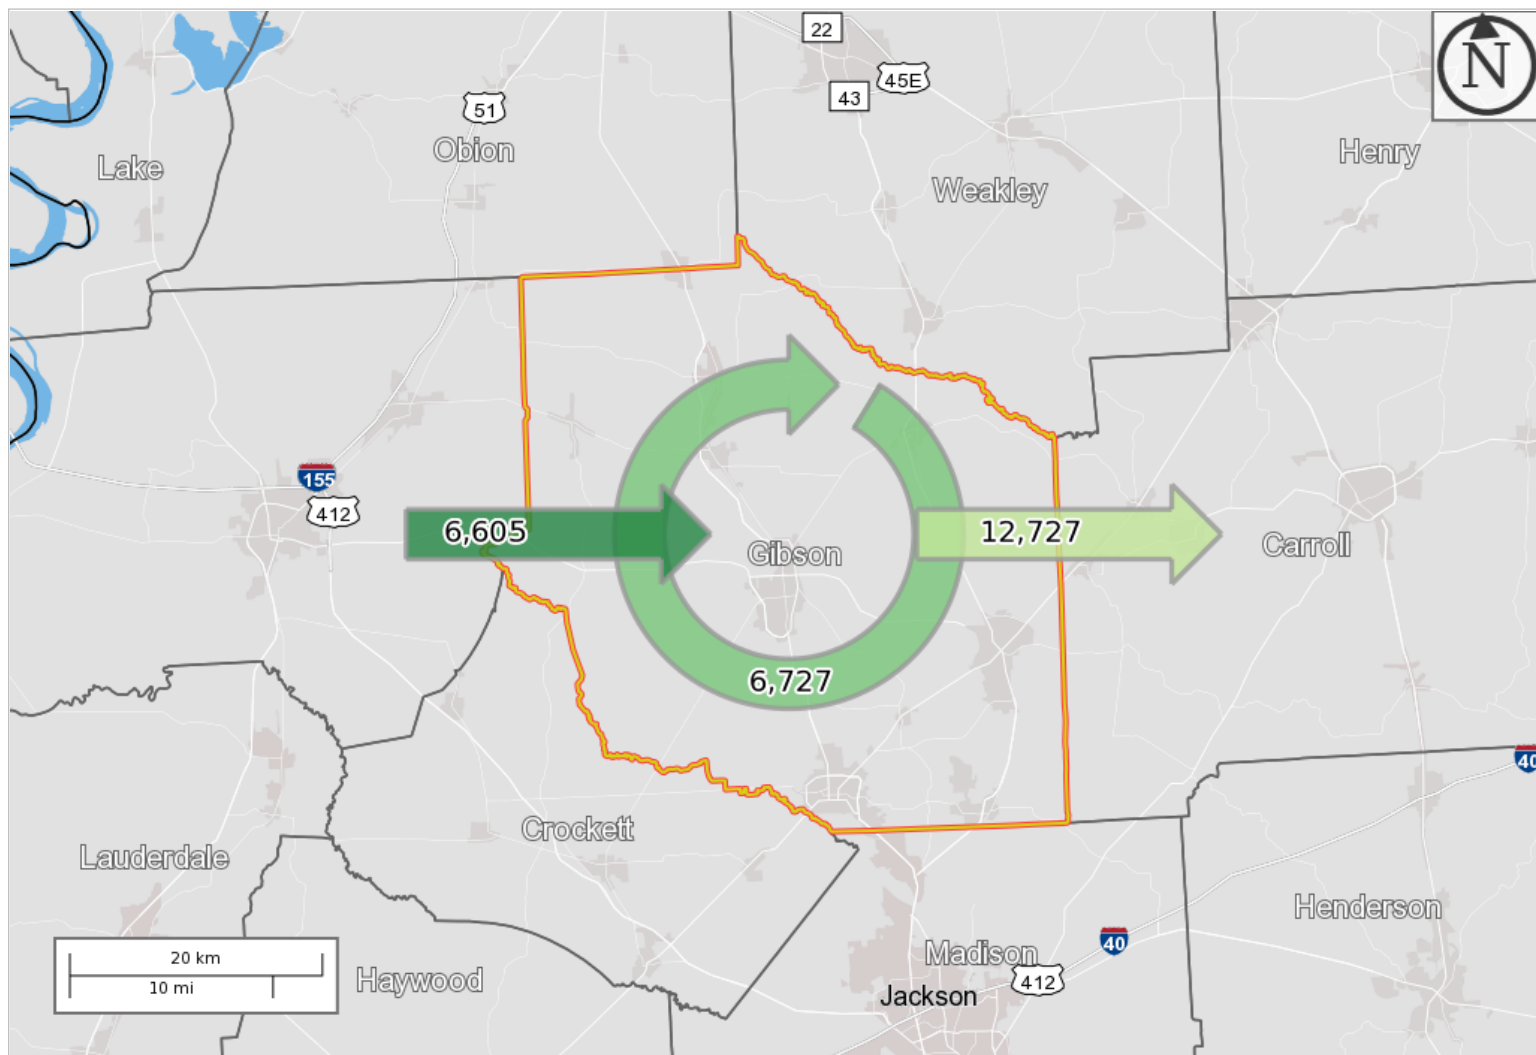 22
N
45E
43
51
Obion
Lake
Henry
Weakley
155
412
6,605
12,727
Gibson
Carroll
6,727
40
Crockett
Lauderdale
Henderson
40
Madison
20 km
10 mi
Haywood
412
Jackson